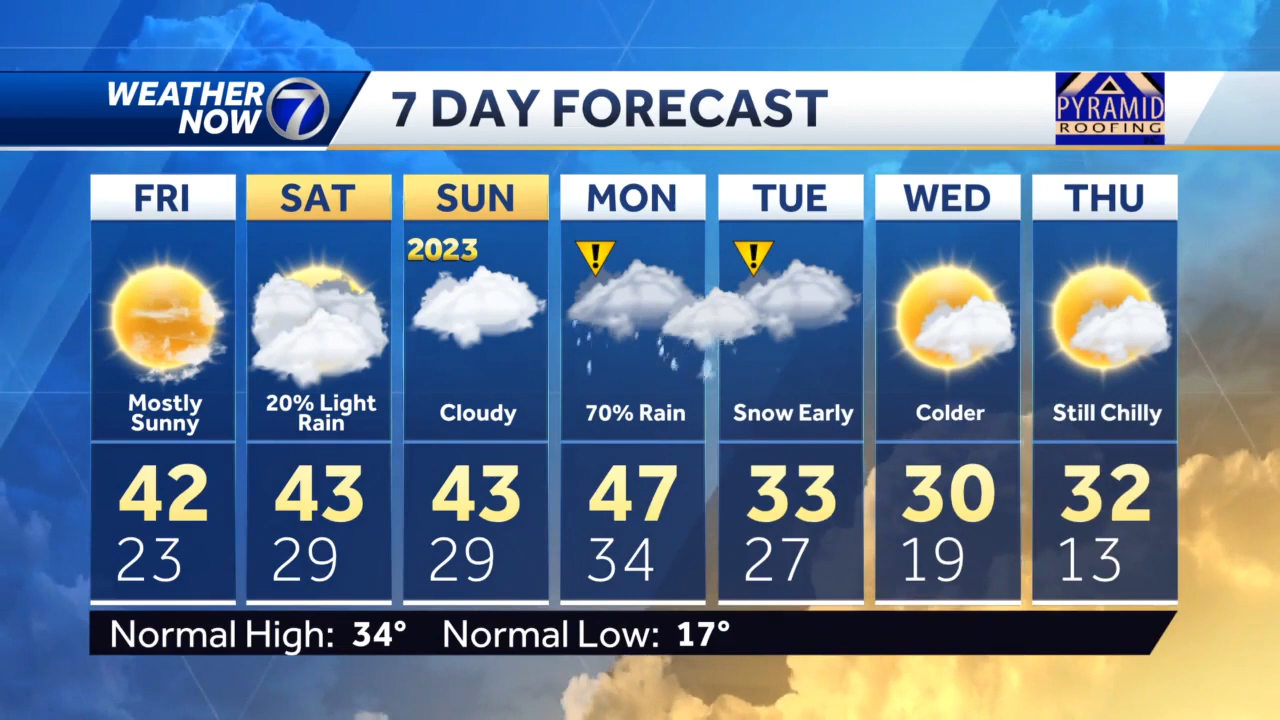 WEATHER
NOW
7
7 DAY FORECAST
PYRAMID
ROOFING
FRI SAT SUN MON TUE WED THU
2023
! !
Mostly
Sunny
20% Light
Rain
Cloudy
70% Rain
Snow Early
Colder
Still Chilly
42 43 43 47 33 30 32
23 29 29 34 27 19 13
Normal High: 34° Normal Low: 17°